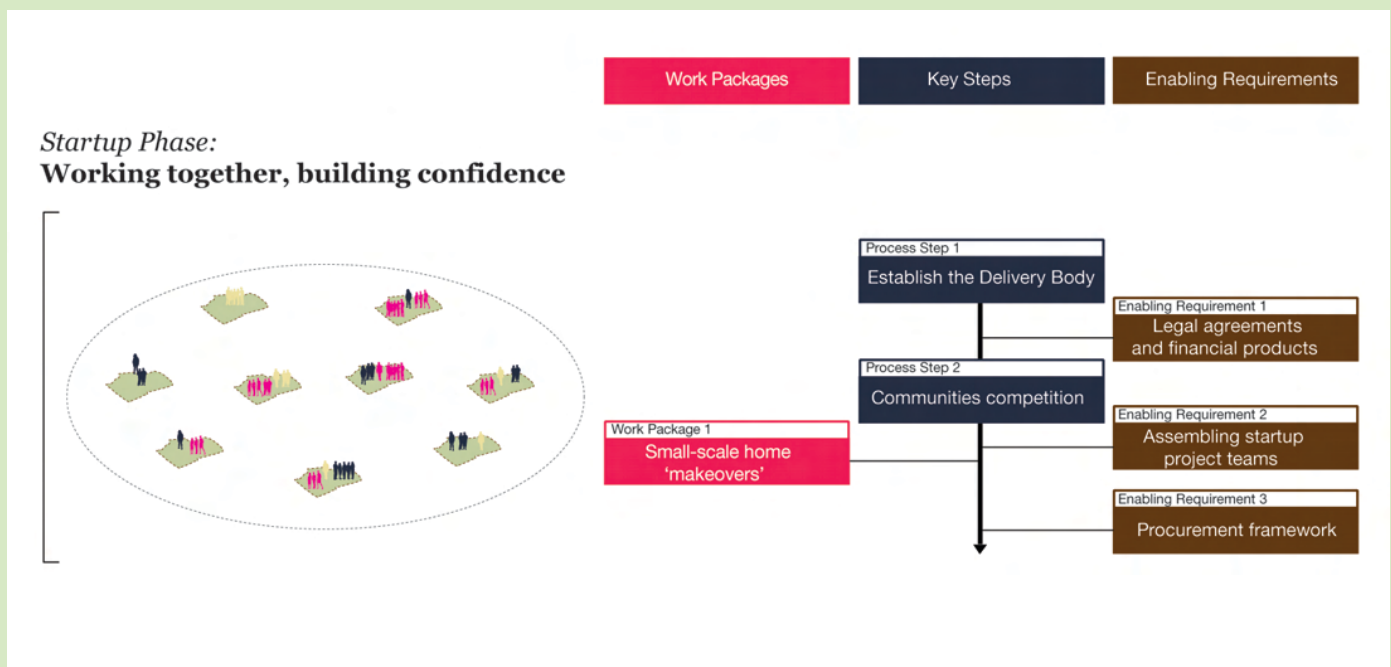 Work Packages
Key Steps
Enabling Requirements
Startup Phase:
Working together, building confidence
Process Step 1
Establish the Delivery Body
Enabling Requirement 1
Legal agreements
and financial products
Process Step 2
Communities competition
Enabling Requirement 2
Assembling startup
project teams
Work Package 1
Small-scale home
‘makeovers’
Enabling Requirement 3
Procurement framework